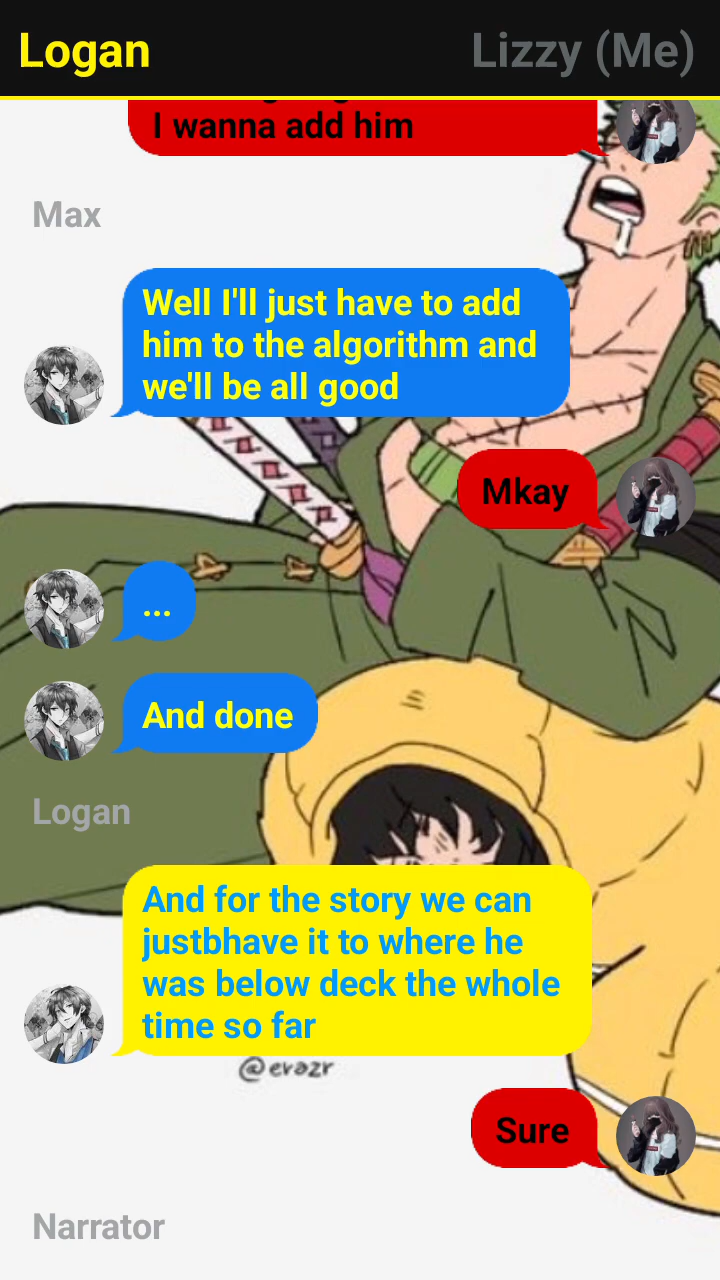 Logan
Lizzy (Me)
I wanna add him
Max
Well I'll just have to add
him to the algorithm and
we'll be all good
Mkay
...
And done
Logan
And for the story we can
justbhave it to where he
was below deck the whole
time so far
@evazr
Sure
Narrator